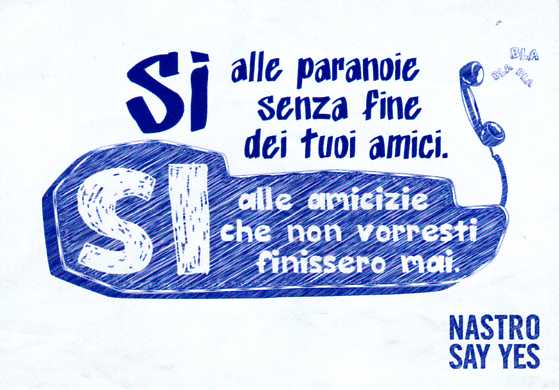 Sì alle paranoie
senza fine
dei tuoi amici.
SI alle amicizie
che non vorresti
finissero mai.
BLA
BLA BLA
NASTRO
SAY YES